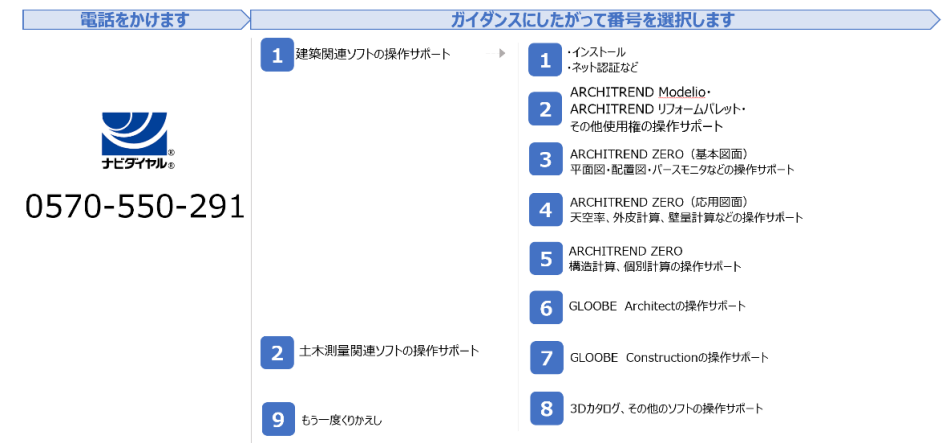 電話をかけます
ガイダンスにしたがって番号を選択します
ナビダイヤル®
0570-550-291
1 建築関連ソフトの操作サポート
1 ・インストール
・ネット認証など
2 ARCHITREND Modelio・
ARCHITREND リフォームパレット・
その他使用権の操作サポート
3 ARCHITREND ZERO（基本図面）
平面図・配置図・パースモニタなどの操作サポート
4 ARCHITREND ZERO（応用図面）
天空率、外皮計算、壁量計算などの操作サポート
5 ARCHITREND ZERO
構造計算、個別計算の操作サポート
6 GLOOBE Architectの操作サポート
7 GLOOBE Constructionの操作サポート
8 3Dカタログ、その他のソフトの操作サポート
2 土木測量関連ソフトの操作サポート
9 もう一度くりかえし